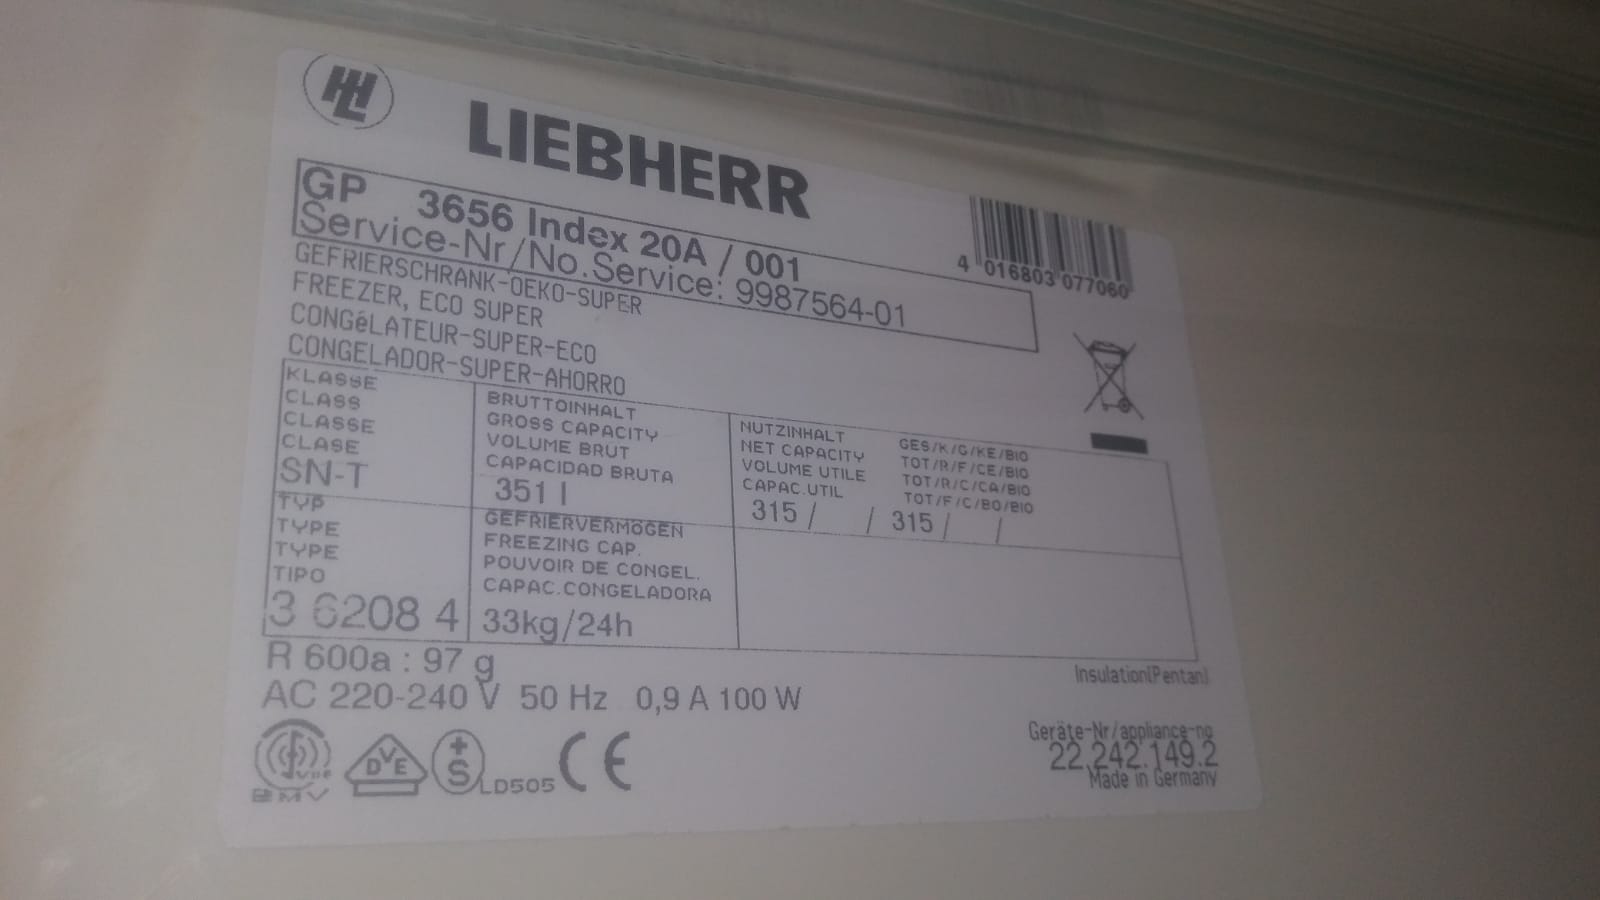 LIEBHERR
GP 3656 Index 20A / 001
Service-Nr/No.Service: 9987564-01
4 016803 077060
GEFRIERSCHRANK-OEKO-SUPER
FREEZER, ECO SUPER
CONGéLATEUR-SUPER-ECO
CONGELADOR-SUPER-AHORRO
KLASSE
CLASS
CLASSE
CLASE
SN-T
BRUTTOINHALT
GROSS CAPACITY
VOLUME BRUT
CAPACIDAD BRUTA
351 l
NUTZINHALT GES/K/G/KE/BIO
NET CAPACITY TOT/R/F/CE/BIO
VOLUME UTILE TOT/R/C/CA/BIO
CAPAC.UTIL TOT/F/C/BO/BIO
315 / / 315 / /
TYP
TYPE
TYPE
TIPO
3 6208 4
GEFRIERVERMöGEN
FREEZING CAP.
POUVOIR DE CONGEL.
CAPAC.CONGELADORA
33kg/24h
R 600a : 97 g
AC 220-240 V 50 Hz 0,9 A 100 W
Insulation(Pentan)
Geräte-Nr/appliance-no
22.242.149.2
Made in Germany
EMV
DVE
+S LD505 CE